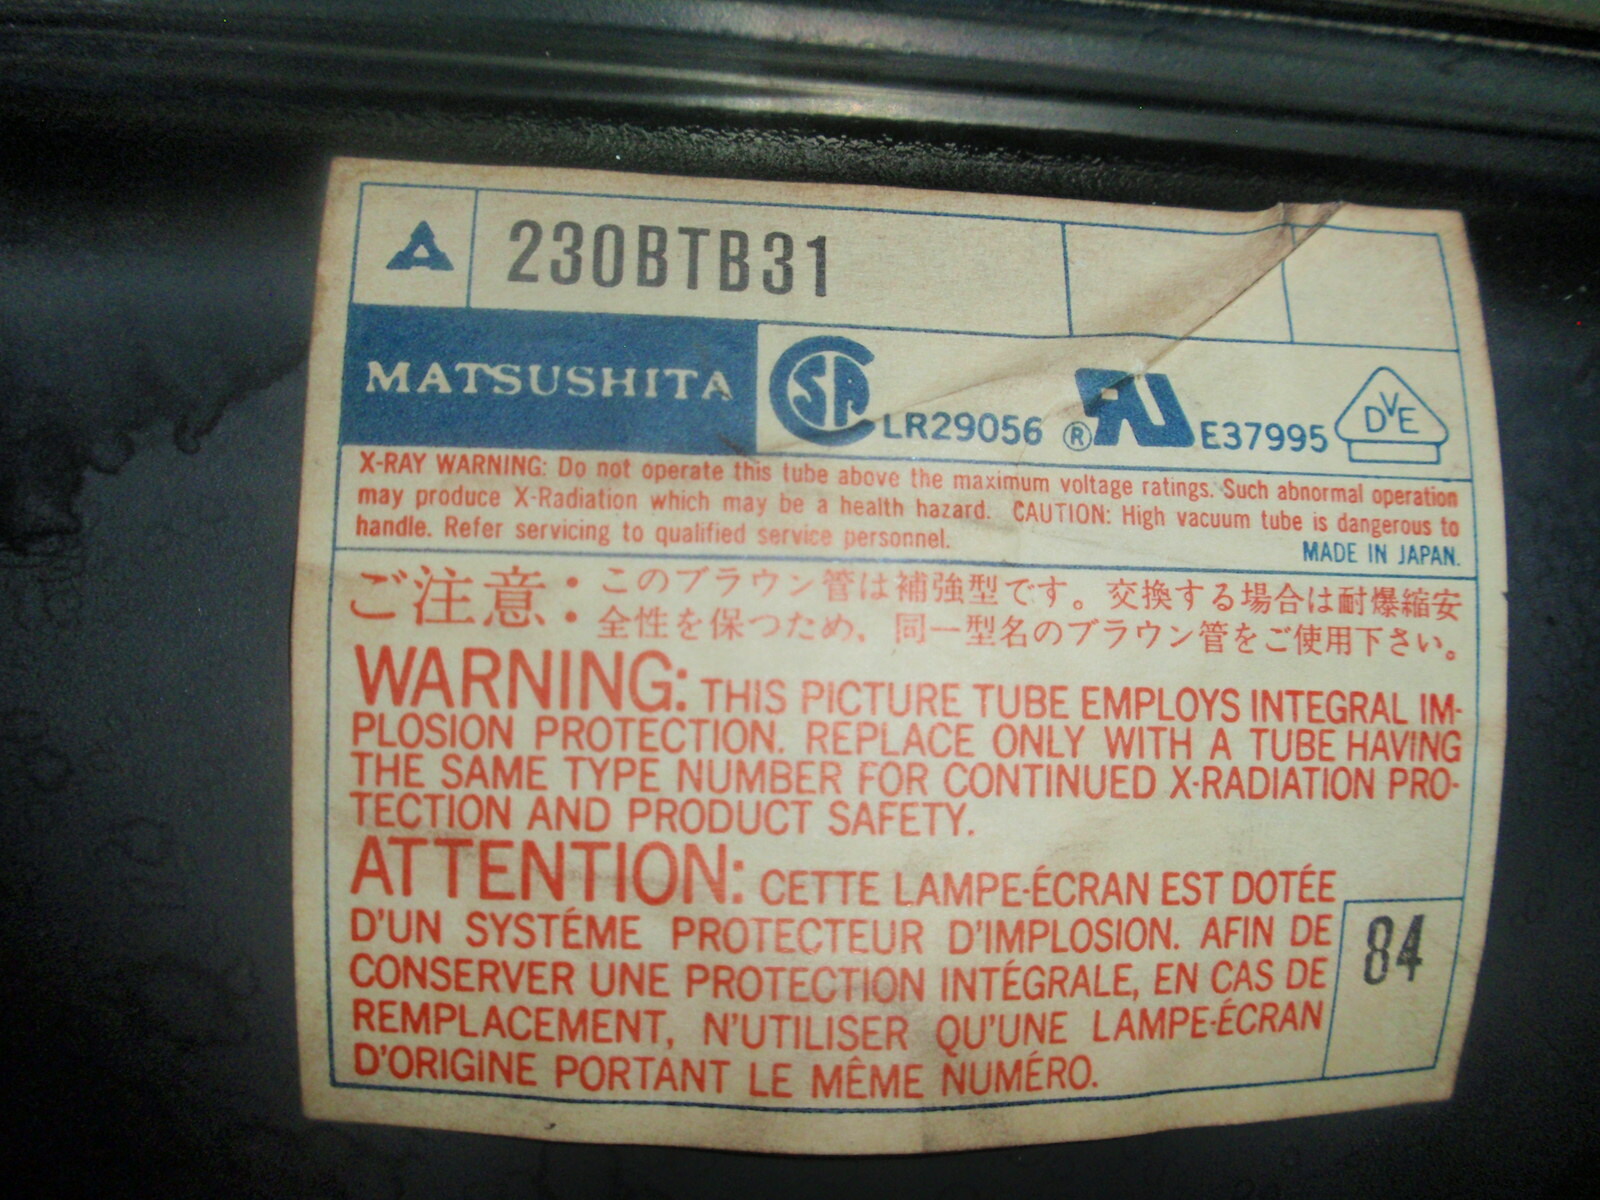 A 230BTB31
MATSUSHITA SA LR29056 ® RU E37995 DVE
X-RAY WARNING: Do not operate this tube above the maximum voltage ratings. Such abnormal operation
may produce X-Radiation which may be a health hazard. CAUTION: High vacuum tube is dangerous to
handle. Refer servicing to qualified service personnel.
MADE IN JAPAN.
ご注意：このブラウン管は補強型です。交換する場合は耐爆縮安
全性を保つため、同一型名のブラウン管をご使用下さい。
WARNING: THIS PICTURE TUBE EMPLOYS INTEGRAL IM-
PLOSION PROTECTION. REPLACE ONLY WITH A TUBE HAVING
THE SAME TYPE NUMBER FOR CONTINUED X-RADIATION PRO-
TECTION AND PRODUCT SAFETY.
ATTENTION: CETTE LAMPE-ÉCRAN EST DOTÉE
D'UN SYSTÉME PROTECTEUR D'IMPLOSION. AFIN DE
CONSERVER UNE PROTECTION INTÉGRALE, EN CAS DE
REMPLACEMENT, N'UTILISER QU'UNE LAMPE-ÉCRAN
D'ORIGINE PORTANT LE MÊME NUMÉRO.
84